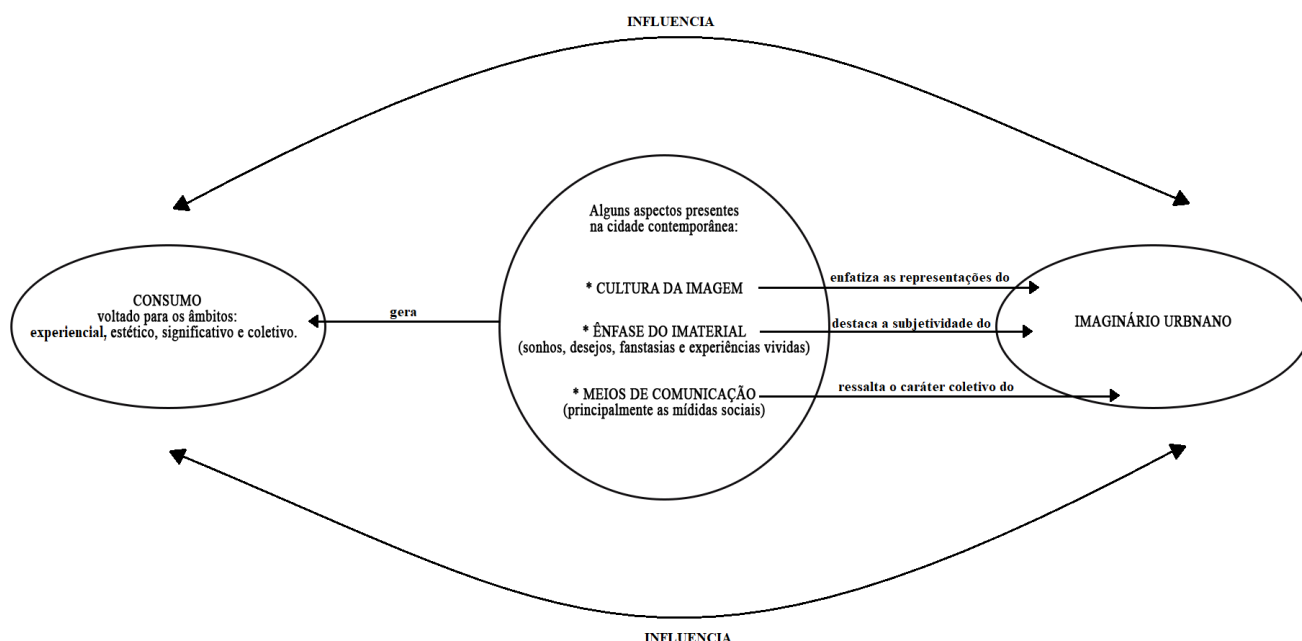 INFLUENCIA
Alguns aspectos presentes
na cidade contemporânea:
* CULTURA DA IMAGEM
enfatiza as representações do
CONSUMO
voltado para os âmbitos:
experiencial, estético, significativo e coletivo.
gera
* ÊNFASE DO IMATERIAL
(sonhos, desejos, fanstasias e experiências vividas)
destaca a subjetividade do
IMAGINÁRIO URBNANO
* MEIOS DE COMUNICAÇÃO
(principalmente as mídidas sociais)
ressalta o caráter coletivo do
INFLUENCIA